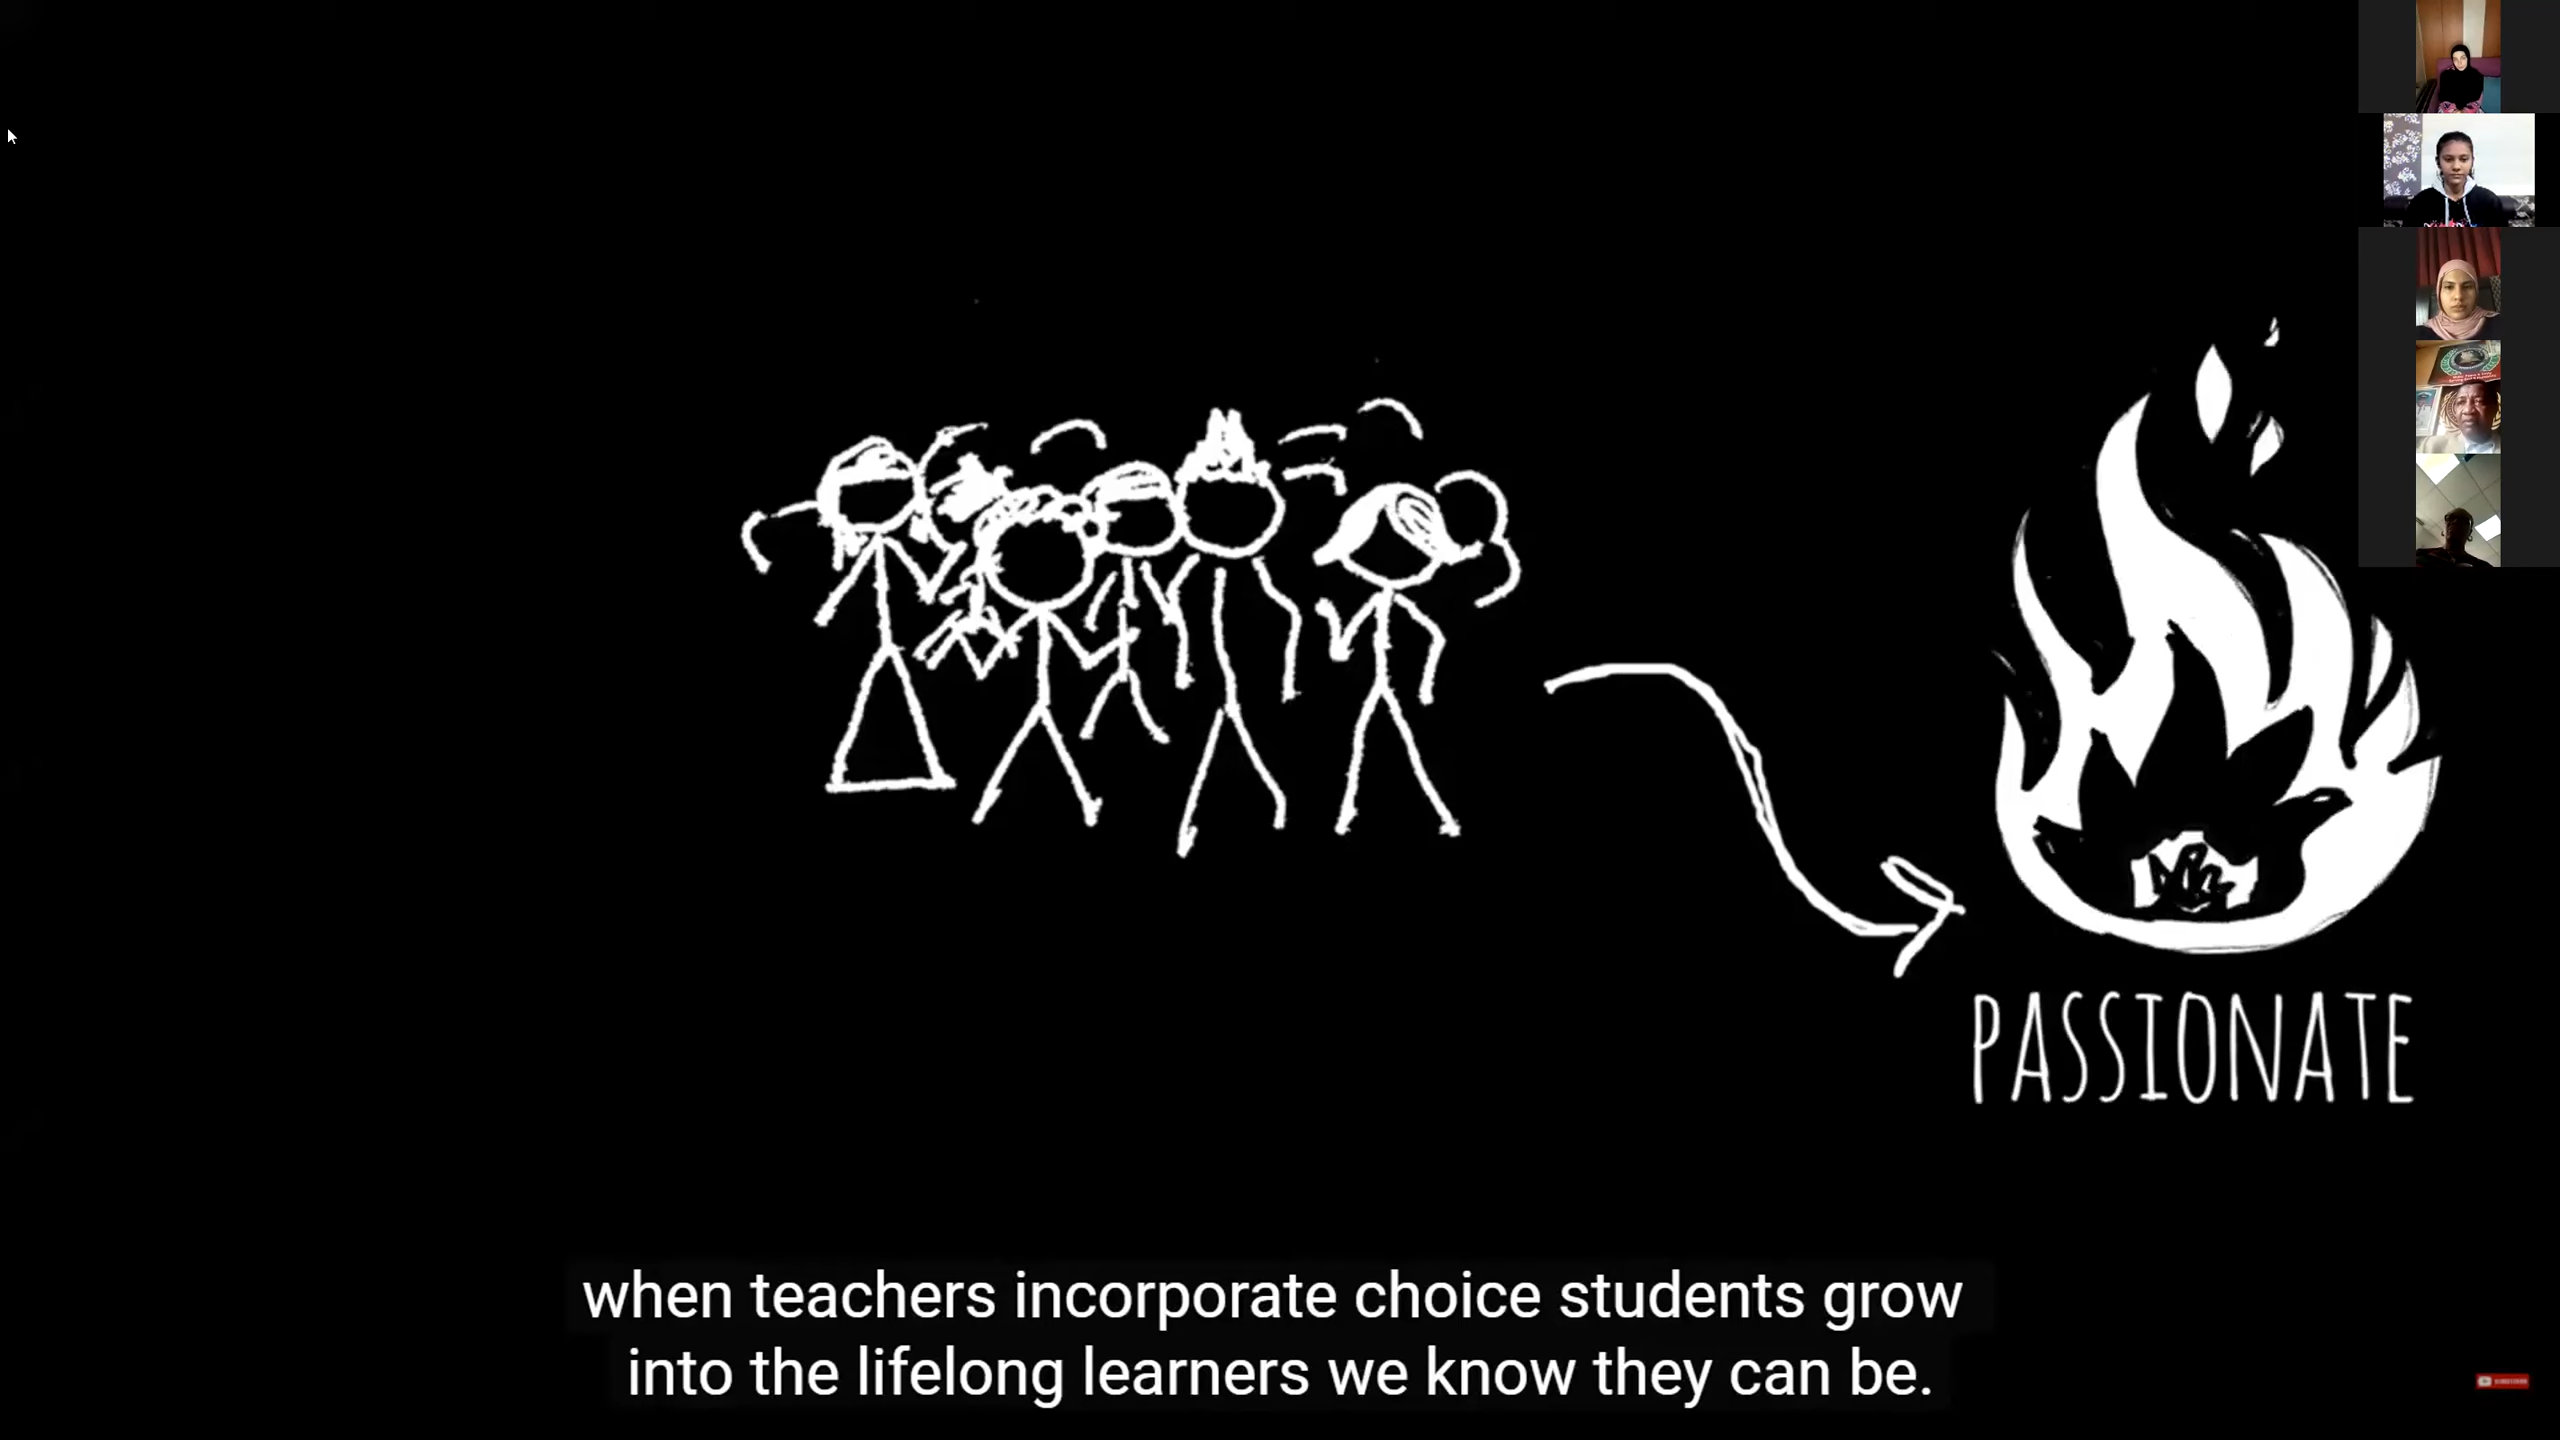 PASSIONATE
when teachers incorporate choice students grow
into the lifelong learners we know they can be.